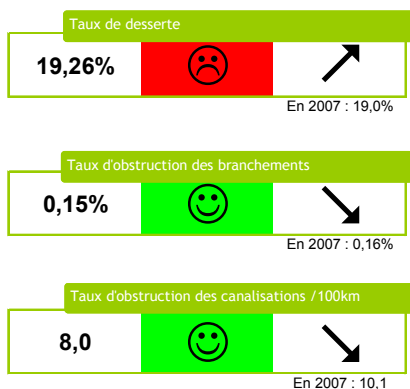 Taux de desserte
19,26%
En 2007 : 19,0%
Taux d'obstruction des branchements
0,15%
En 2007 : 0,16%
Taux d'obstruction des canalisations /100km
8,0
En 2007 : 10,1